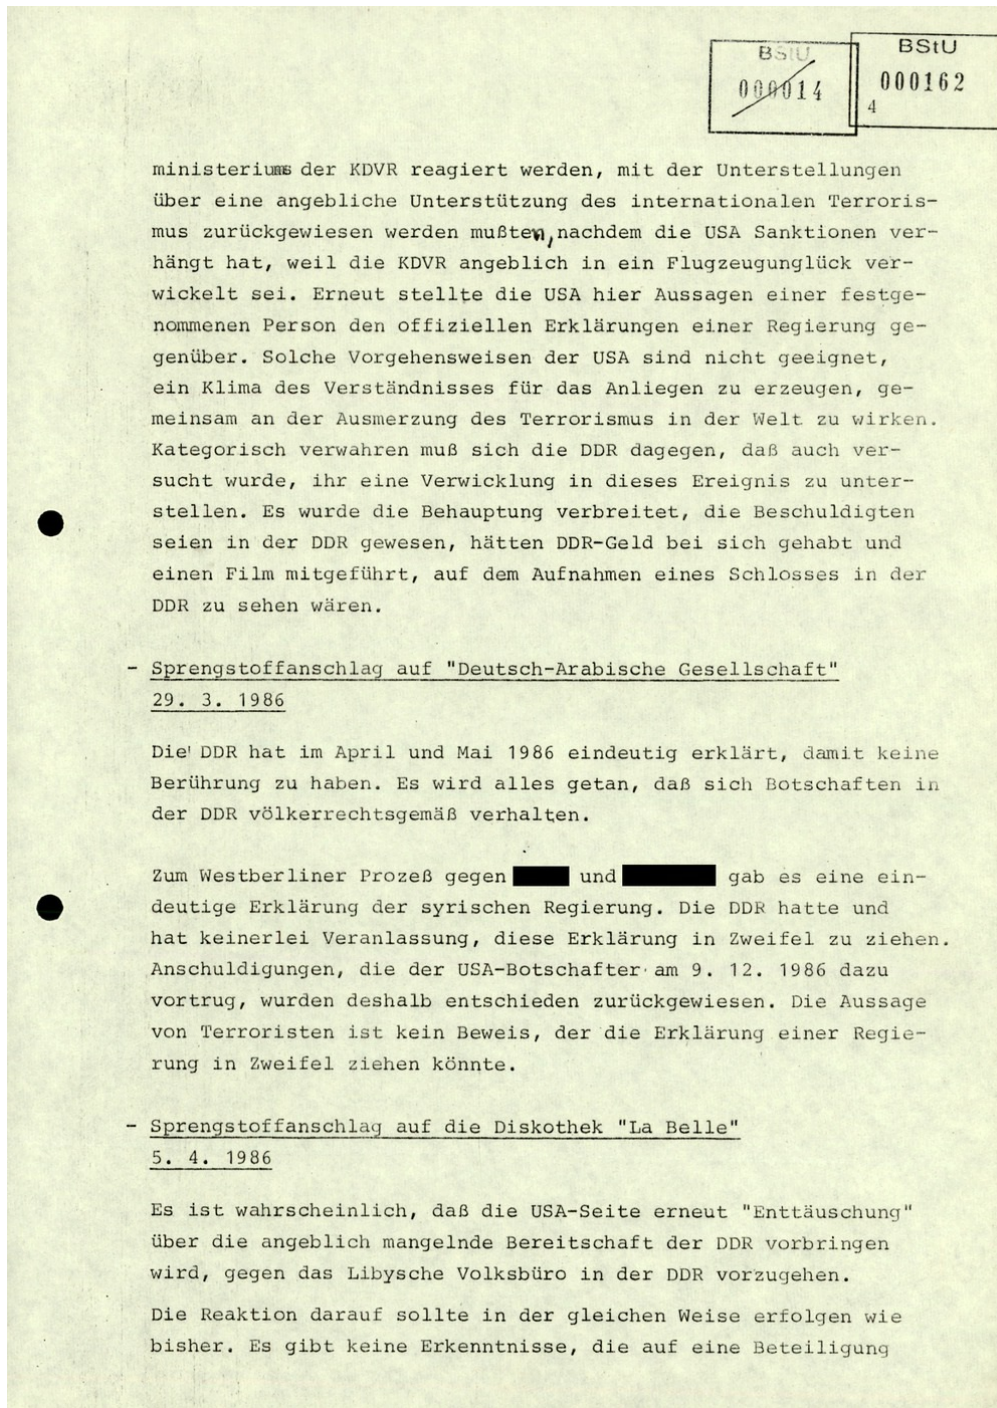 BStU
000014
BStU
000162
4
ministeriums der KDVR reagiert werden, mit der Unterstellungen
über eine angebliche Unterstützung des internationalen Terroris-
mus zurückgewiesen werden mußten, nachdem die USA Sanktionen ver-
hängt hat, weil die KDVR angeblich in ein Flugzeugunglück ver-
wickelt sei. Erneut stellte die USA hier Aussagen einer festge-
nommenen Person den offiziellen Erklärungen einer Regierung ge-
genüber. Solche Vorgehensweisen der USA sind nicht geeignet,
ein Klima des Verständnisses für das Anliegen zu erzeugen, ge-
meinsam an der Ausmerzung des Terrorismus in der Welt zu wirken.
Kategorisch verwahren muß sich die DDR dagegen, daß auch ver-
sucht wurde, ihr eine Verwicklung in dieses Ereignis zu unter-
stellen. Es wurde die Behauptung verbreitet, die Beschuldigten
seien in der DDR gewesen, hätten DDR-Geld bei sich gehabt und
einen Film mitgeführt, auf dem Aufnahmen eines Schlosses in der
DDR zu sehen wären.
- Sprengstoffanschlag auf "Deutsch-Arabische Gesellschaft"
29. 3. 1986
Die DDR hat im April und Mai 1986 eindeutig erklärt, damit keine
Berührung zu haben. Es wird alles getan, daß sich Botschaften in
der DDR völkerrechtsgemäß verhalten.
Zum Westberliner Prozeß gegen und gab es eine ein-
deutige Erklärung der syrischen Regierung. Die DDR hatte und
hat keinerlei Veranlassung, diese Erklärung in Zweifel zu ziehen.
Anschuldigungen, die der USA-Botschafter am 9. 12. 1986 dazu
vortrug, wurden deshalb entschieden zurückgewiesen. Die Aussage
von Terroristen ist kein Beweis, der die Erklärung einer Regie-
rung in Zweifel ziehen könnte.
- Sprengstoffanschlag auf die Diskothek "La Belle"
5. 4. 1986
Es ist wahrscheinlich, daß die USA-Seite erneut "Enttäuschung"
über die angeblich mangelnde Bereitschaft der DDR vorbringen
wird, gegen das Libysche Volksbüro in der DDR vorzugehen.
Die Reaktion darauf sollte in der gleichen Weise erfolgen wie
bisher. Es gibt keine Erkenntnisse, die auf eine Beteiligung